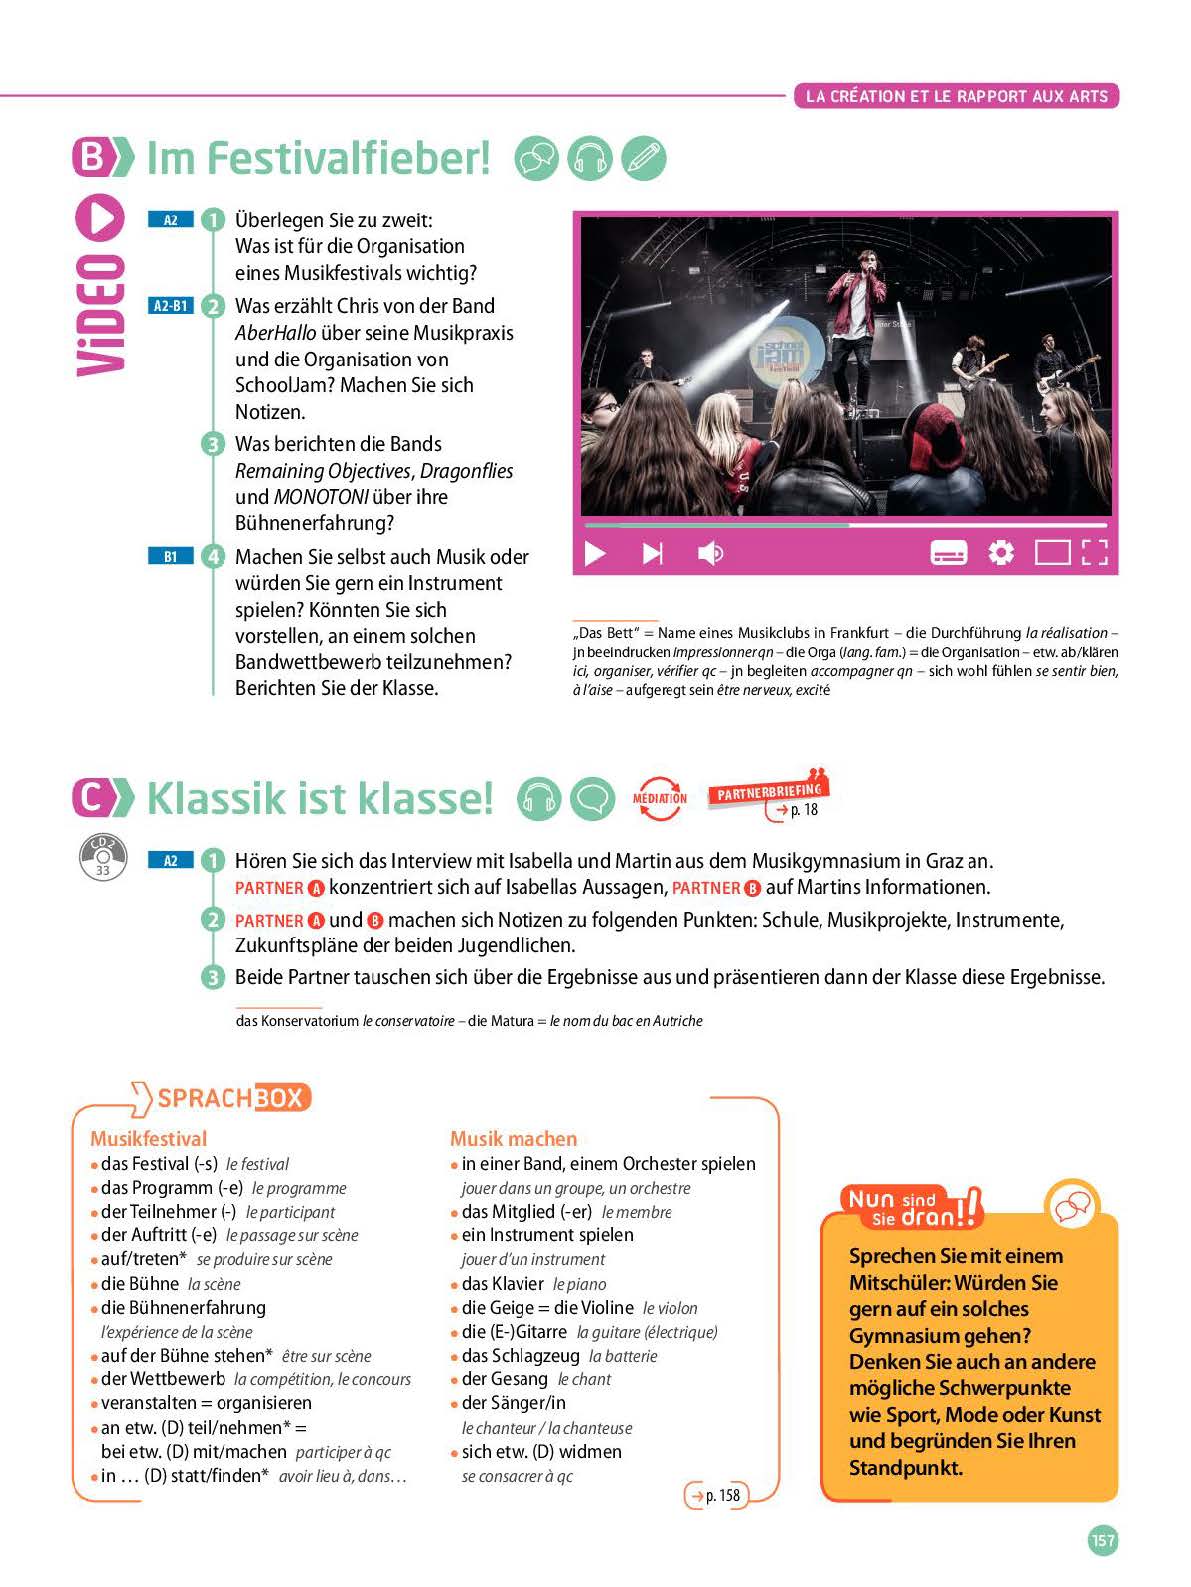 LA CRÉATION ET LE RAPPORT AUX ARTS
B Im Festivalfieber!
ViDEO
A2 1 Überlegen Sie zu zweit:
Was ist für die Organisation
eines Musikfestivals wichtig?
A2-B1 2 Was erzählt Chris von der Band
AberHallo über seine Musikpraxis
und die Organisation von
SchoolJam? Machen Sie sich
Notizen.
3 Was berichten die Bands
Remaining Objectives, Dragonflies
und MONOTONI über ihre
Bühnenerfahrung?
B1 4 Machen Sie selbst auch Musik oder
würden Sie gern ein Instrument
spielen? Könnten Sie sich
vorstellen, an einem solchen
Bandwettbewerb teilzunehmen?
Berichten Sie der Klasse.
school
jam
U.S
„Das Bett“ = Name eines Musikclubs in Frankfurt – die Durchführung la réalisation –
jn beeindrucken impressionner qn – die Orga (lang. fam.) = die Organisation – etw. ab/klären
ici, organiser, vérifier qc – jn begleiten accompagner qn – sich wohl fühlen se sentir bien,
à l’aise – aufgeregt sein être nerveux, excité
C Klassik ist klasse!
MÉDIATION
PARTNERBRIEFING
→ p. 18
CD 2
33
A2 1 Hören Sie sich das Interview mit Isabella und Martin aus dem Musikgymnasium in Graz an.
PARTNER A konzentriert sich auf Isabellas Aussagen, PARTNER B auf Martins Informationen.
2 PARTNER A und B machen sich Notizen zu folgenden Punkten: Schule, Musikprojekte, Instrumente,
Zukunftspläne der beiden Jugendlichen.
3 Beide Partner tauschen sich über die Ergebnisse aus und präsentieren dann der Klasse diese Ergebnisse.
das Konservatorium le conservatoire – die Matura = le nom du bac en Autriche
SPRACHBOX
Musikfestival
• das Festival (-s) le festival
• das Programm (-e) le programme
• der Teilnehmer (-) le participant
• der Auftritt (-e) le passage sur scène
• auf/treten* se produire sur scène
• die Bühne la scène
• die Bühnenerfahrung
l’expérience de la scène
• auf der Bühne stehen* être sur scène
• der Wettbewerb la compétition, le concours
• veranstalten = organisieren
• an etw. (D) teil/nehmen* =
bei etw. (D) mit/machen participer à qc
• in … (D) statt/finden* avoir lieu à, dans…
Musik machen
• in einer Band, einem Orchester spielen
jouer dans un groupe, un orchestre
• das Mitglied (-er) le membre
• ein Instrument spielen
jouer d’un instrument
• das Klavier le piano
• die Geige = die Violine le violon
• die (E-)Gitarre la guitare (électrique)
• das Schlagzeug la batterie
• der Gesang le chant
• der Sänger/in
le chanteur / la chanteuse
• sich etw. (D) widmen
se consacrer à qc
→ p. 158
Nun sind
Sie dran!!
Sprechen Sie mit einem
Mitschüler: Würden Sie
gern auf ein solches
Gymnasium gehen?
Denken Sie auch an andere
mögliche Schwerpunkte
wie Sport, Mode oder Kunst
und begründen Sie Ihren
Standpunkt.
157